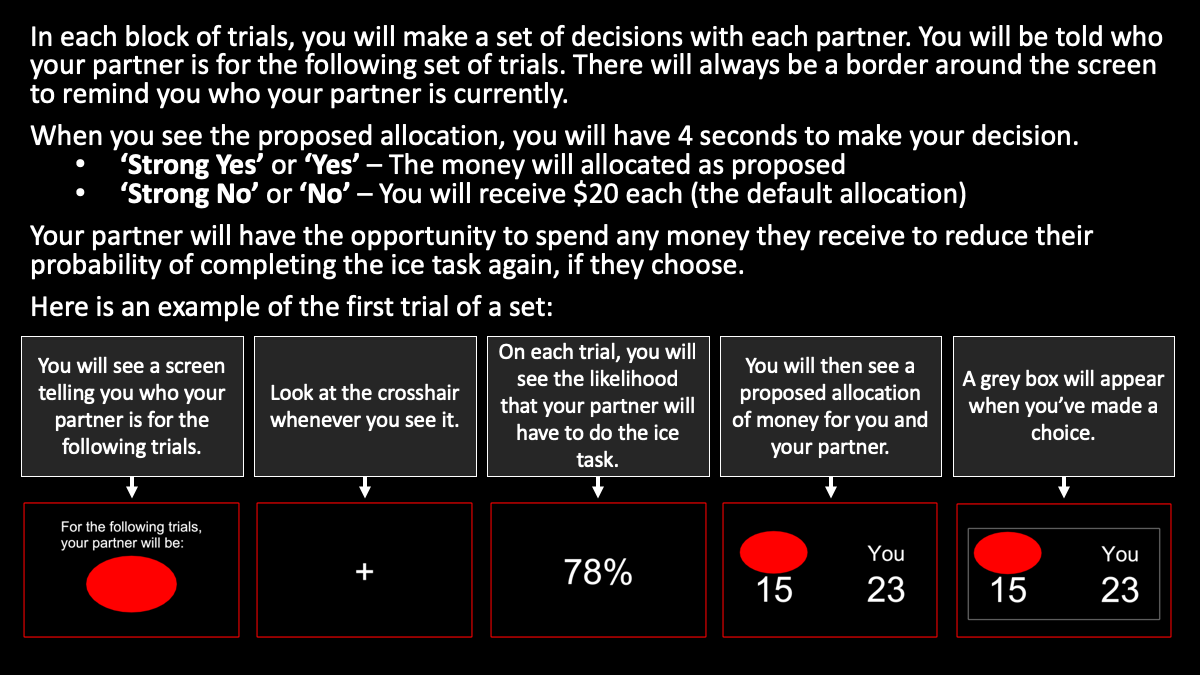 In each block of trials, you will make a set of decisions with each partner. You will be told who
your partner is for the following set of trials. There will always be a border around the screen
to remind you who your partner is currently.
When you see the proposed allocation, you will have 4 seconds to make your decision.
• ‘Strong Yes’ or ‘Yes’ – The money will allocated as proposed
• ‘Strong No’ or ‘No’ – You will receive $20 each (the default allocation)
Your partner will have the opportunity to spend any money they receive to reduce their
probability of completing the ice task again, if they choose.
Here is an example of the first trial of a set:
You will see a screen
telling you who your
partner is for the
following trials.
Look at the crosshair
whenever you see it.
On each trial, you will
see the likelihood
that your partner will
have to do the ice
task.
You will then see a
proposed allocation
of money for you and
your partner.
A grey box will appear
when you’ve made a
choice.
For the following trials,
your partner will be:
+
78%
You
15 23
You
15 23